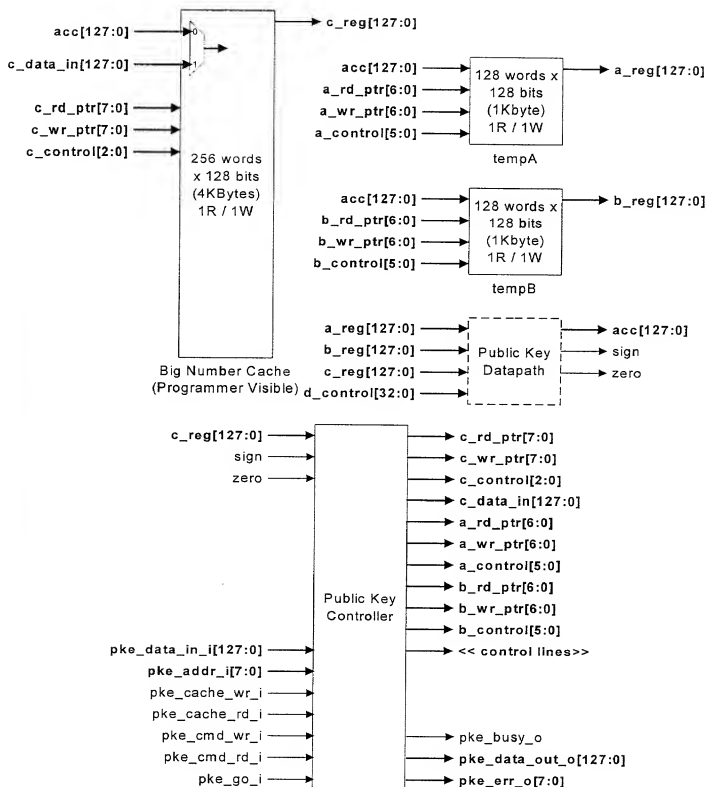 acc[127:0]
0
c_data_in[127:0]
1
c_rd_ptr[7:0]
c_wr_ptr[7:0]
c_control[2:0]
256 words
x 128 bits
(4KBytes)
1R / 1W
c_reg[127:0]
Big Number Cache
(Programmer Visible)
acc[127:0]
a_rd_ptr[6:0]
a_wr_ptr[6:0]
a_control[5:0]
128 words x
128 bits
(1Kbyte)
1R / 1W
a_reg[127:0]
tempA
acc[127:0]
b_rd_ptr[6:0]
b_wr_ptr[6:0]
b_control[5:0]
128 words x
128 bits
(1Kbyte)
1R / 1W
b_reg[127:0]
tempB
a_reg[127:0]
b_reg[127:0]
c_reg[127:0]
d_control[32:0]
Public Key
Datapath
acc[127:0]
sign
zero
c_reg[127:0]
sign
zero
pke_data_in_i[127:0]
pke_addr_i[7:0]
pke_cache_wr_i
pke_cache_rd_i
pke_cmd_wr_i
pke_cmd_rd_i
pke_go_i
Public Key
Controller
c_rd_ptr[7:0]
c_wr_ptr[7:0]
c_control[2:0]
c_data_in[127:0]
a_rd_ptr[6:0]
a_wr_ptr[6:0]
a_control[5:0]
b_rd_ptr[6:0]
b_wr_ptr[6:0]
b_control[5:0]
<< control lines>>
pke_busy_o
pke_data_out_o[127:0]
pke_err_o[7:0]